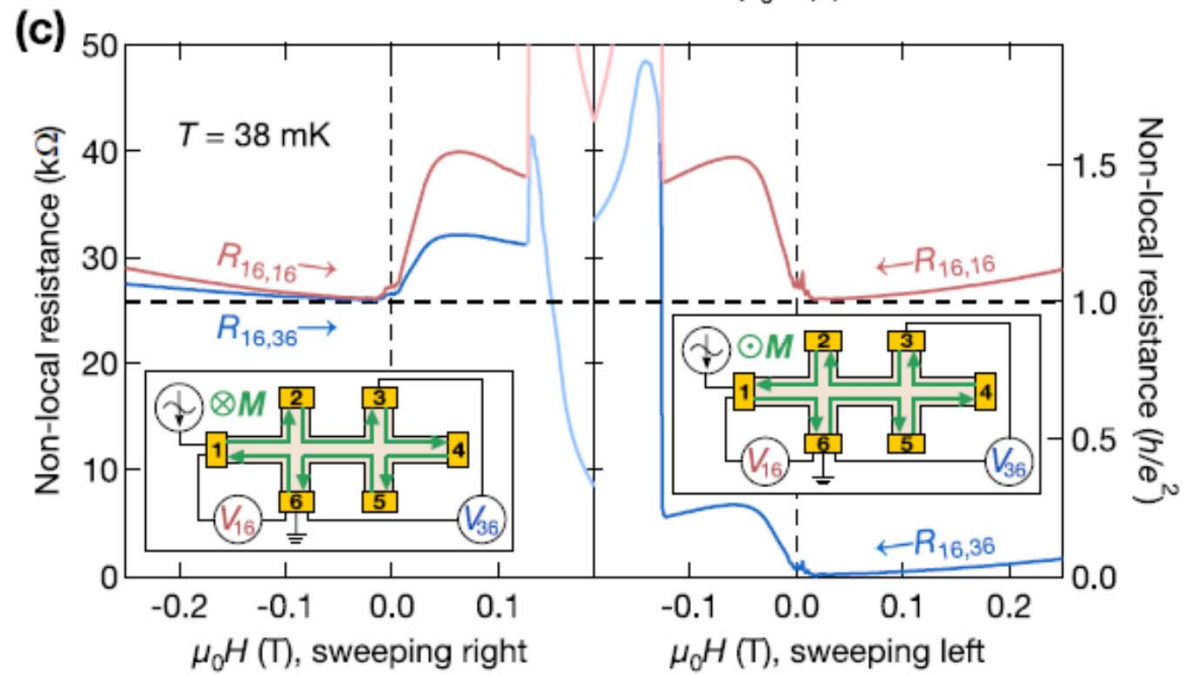 (c)
50
40
30
20
10
0
Non-local resistance (kΩ)
T = 38 mK
R16,16→
R16,36→
⊗M
1
2
3
4
5
6
V16
V36
-0.2
-0.1
0.0
0.1
μ0H (T), sweeping right
←R16,16
⊙M
1
2
3
4
5
6
V16
V36
←R16,36
-0.1
0.0
0.1
0.2
μ0H (T), sweeping left
1.5
1.0
0.5
0.0
Non-local resistance (h/e²)